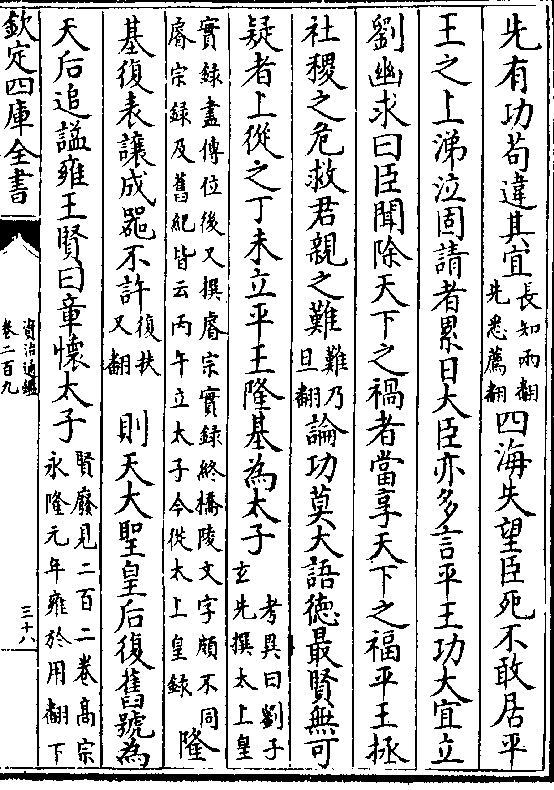 先有功苟違其宜長知兩翻先悉薦翻四海失望臣死不敢居平
王之上涕泣固請者累日大臣亦多言平王功大宜立
劉幽求曰臣聞除天下之禍者當享天下之福平王拯
社稷之危救君親之難難乃旦翻論功莫大語德最賢無可
疑者上從之丁未立平王隆基為太子考異曰劉子玄先撰太上皇
實錄盡傳位後又撰睿宗實錄終橋陵文字頗不同睿宗錄及舊紀皆云丙午立太子今從太上皇錄隆
基復表讓成器不許復扶又翻則天大聖皇后復舊號為
天后追諡雍王賢曰章懷太子賢廢見二百二卷高宗永隆元年雍於用翻下
欽定四庫全書
資治通鑑
卷二百九
三十八